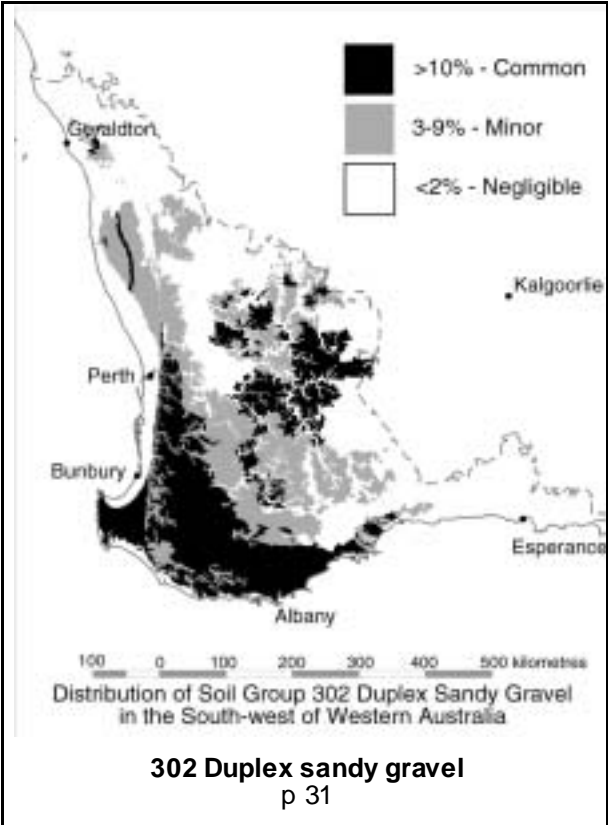 >10% - Common
3-9% - Minor
<2% - Negligible
Geraldton
Kalgoorlie
Perth
Bunbury
Esperance
Albany
100 0 100 200 300 400 500 kilometres
Distribution of Soil Group 302 Duplex Sandy Gravel
in the South-west of Western Australia
302 Duplex sandy gravel
p 31